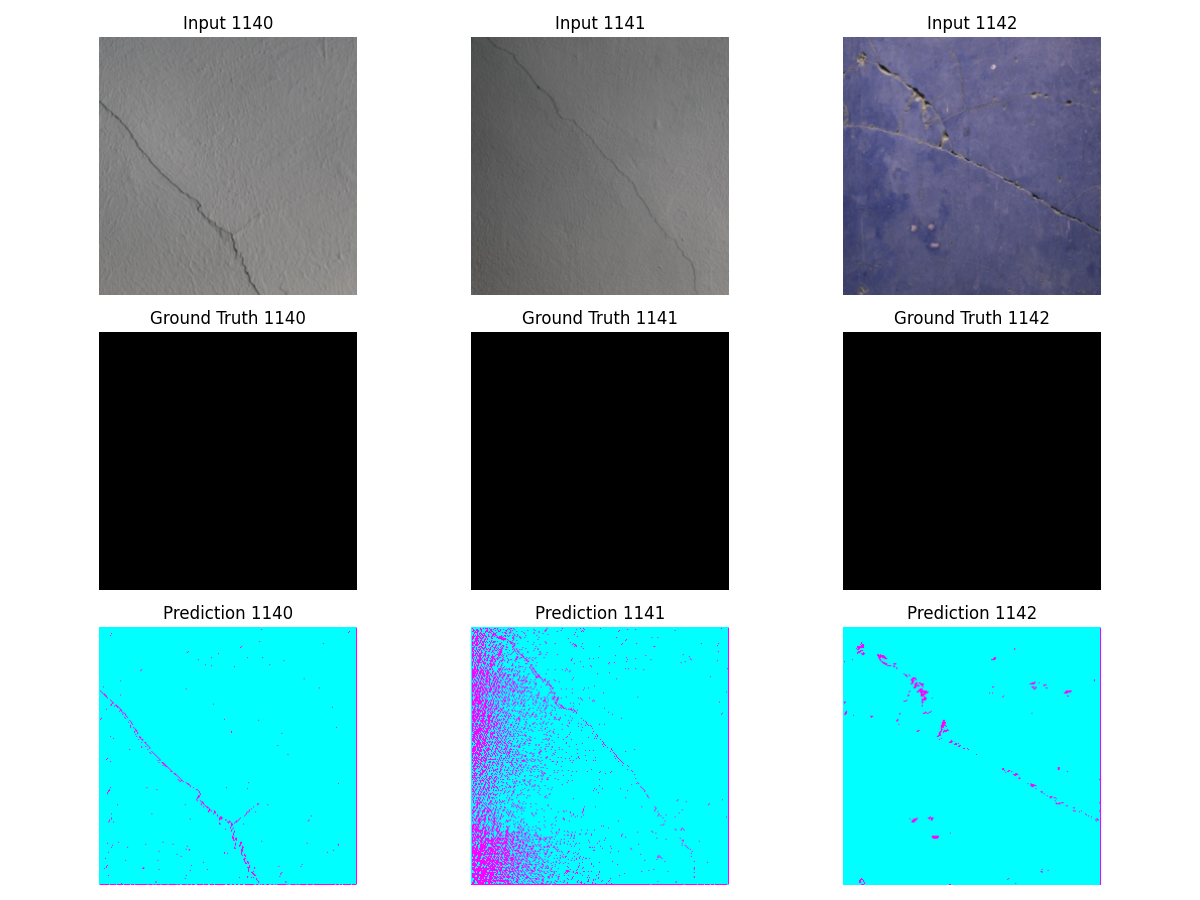 Input 1140
Input 1141
Input 1142
Ground Truth 1140
Ground Truth 1141
Ground Truth 1142
Prediction 1140
Prediction 1141
Prediction 1142